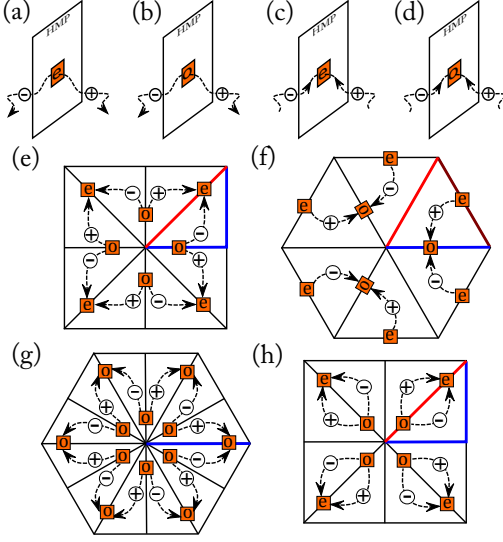 (a) (b) (c) (d)
HMP HMP HMP HMP
e o e o
− + − + − + − +
(e)
e − + e
o
+ −
o o
− +
o
+ −
e e
(f)
e
−
e + o e
+
o
−
− o
e e
+
e
(g)
o o
− + − +
o
− o o +
o o
+ o o −
o
− + − +
o o
(h)
e − + e
o o
o o
+ −
e e